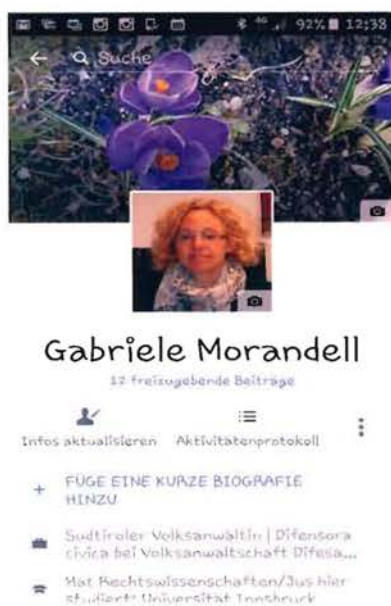 4G 92% 12:38
Suche
Gabriele Morandell
12 freizugebende Beiträge
Infos aktualisieren Aktivitätenprotokoll
FÜGE EINE KURZE BIOGRAFIE
HINZU
Südtiroler Volksanwältin | Difensora
civica bei Volksanwaltschaft Difesa...
Hat Rechtswissenschaften/Jus hier
studiert: Universität Innsbruck